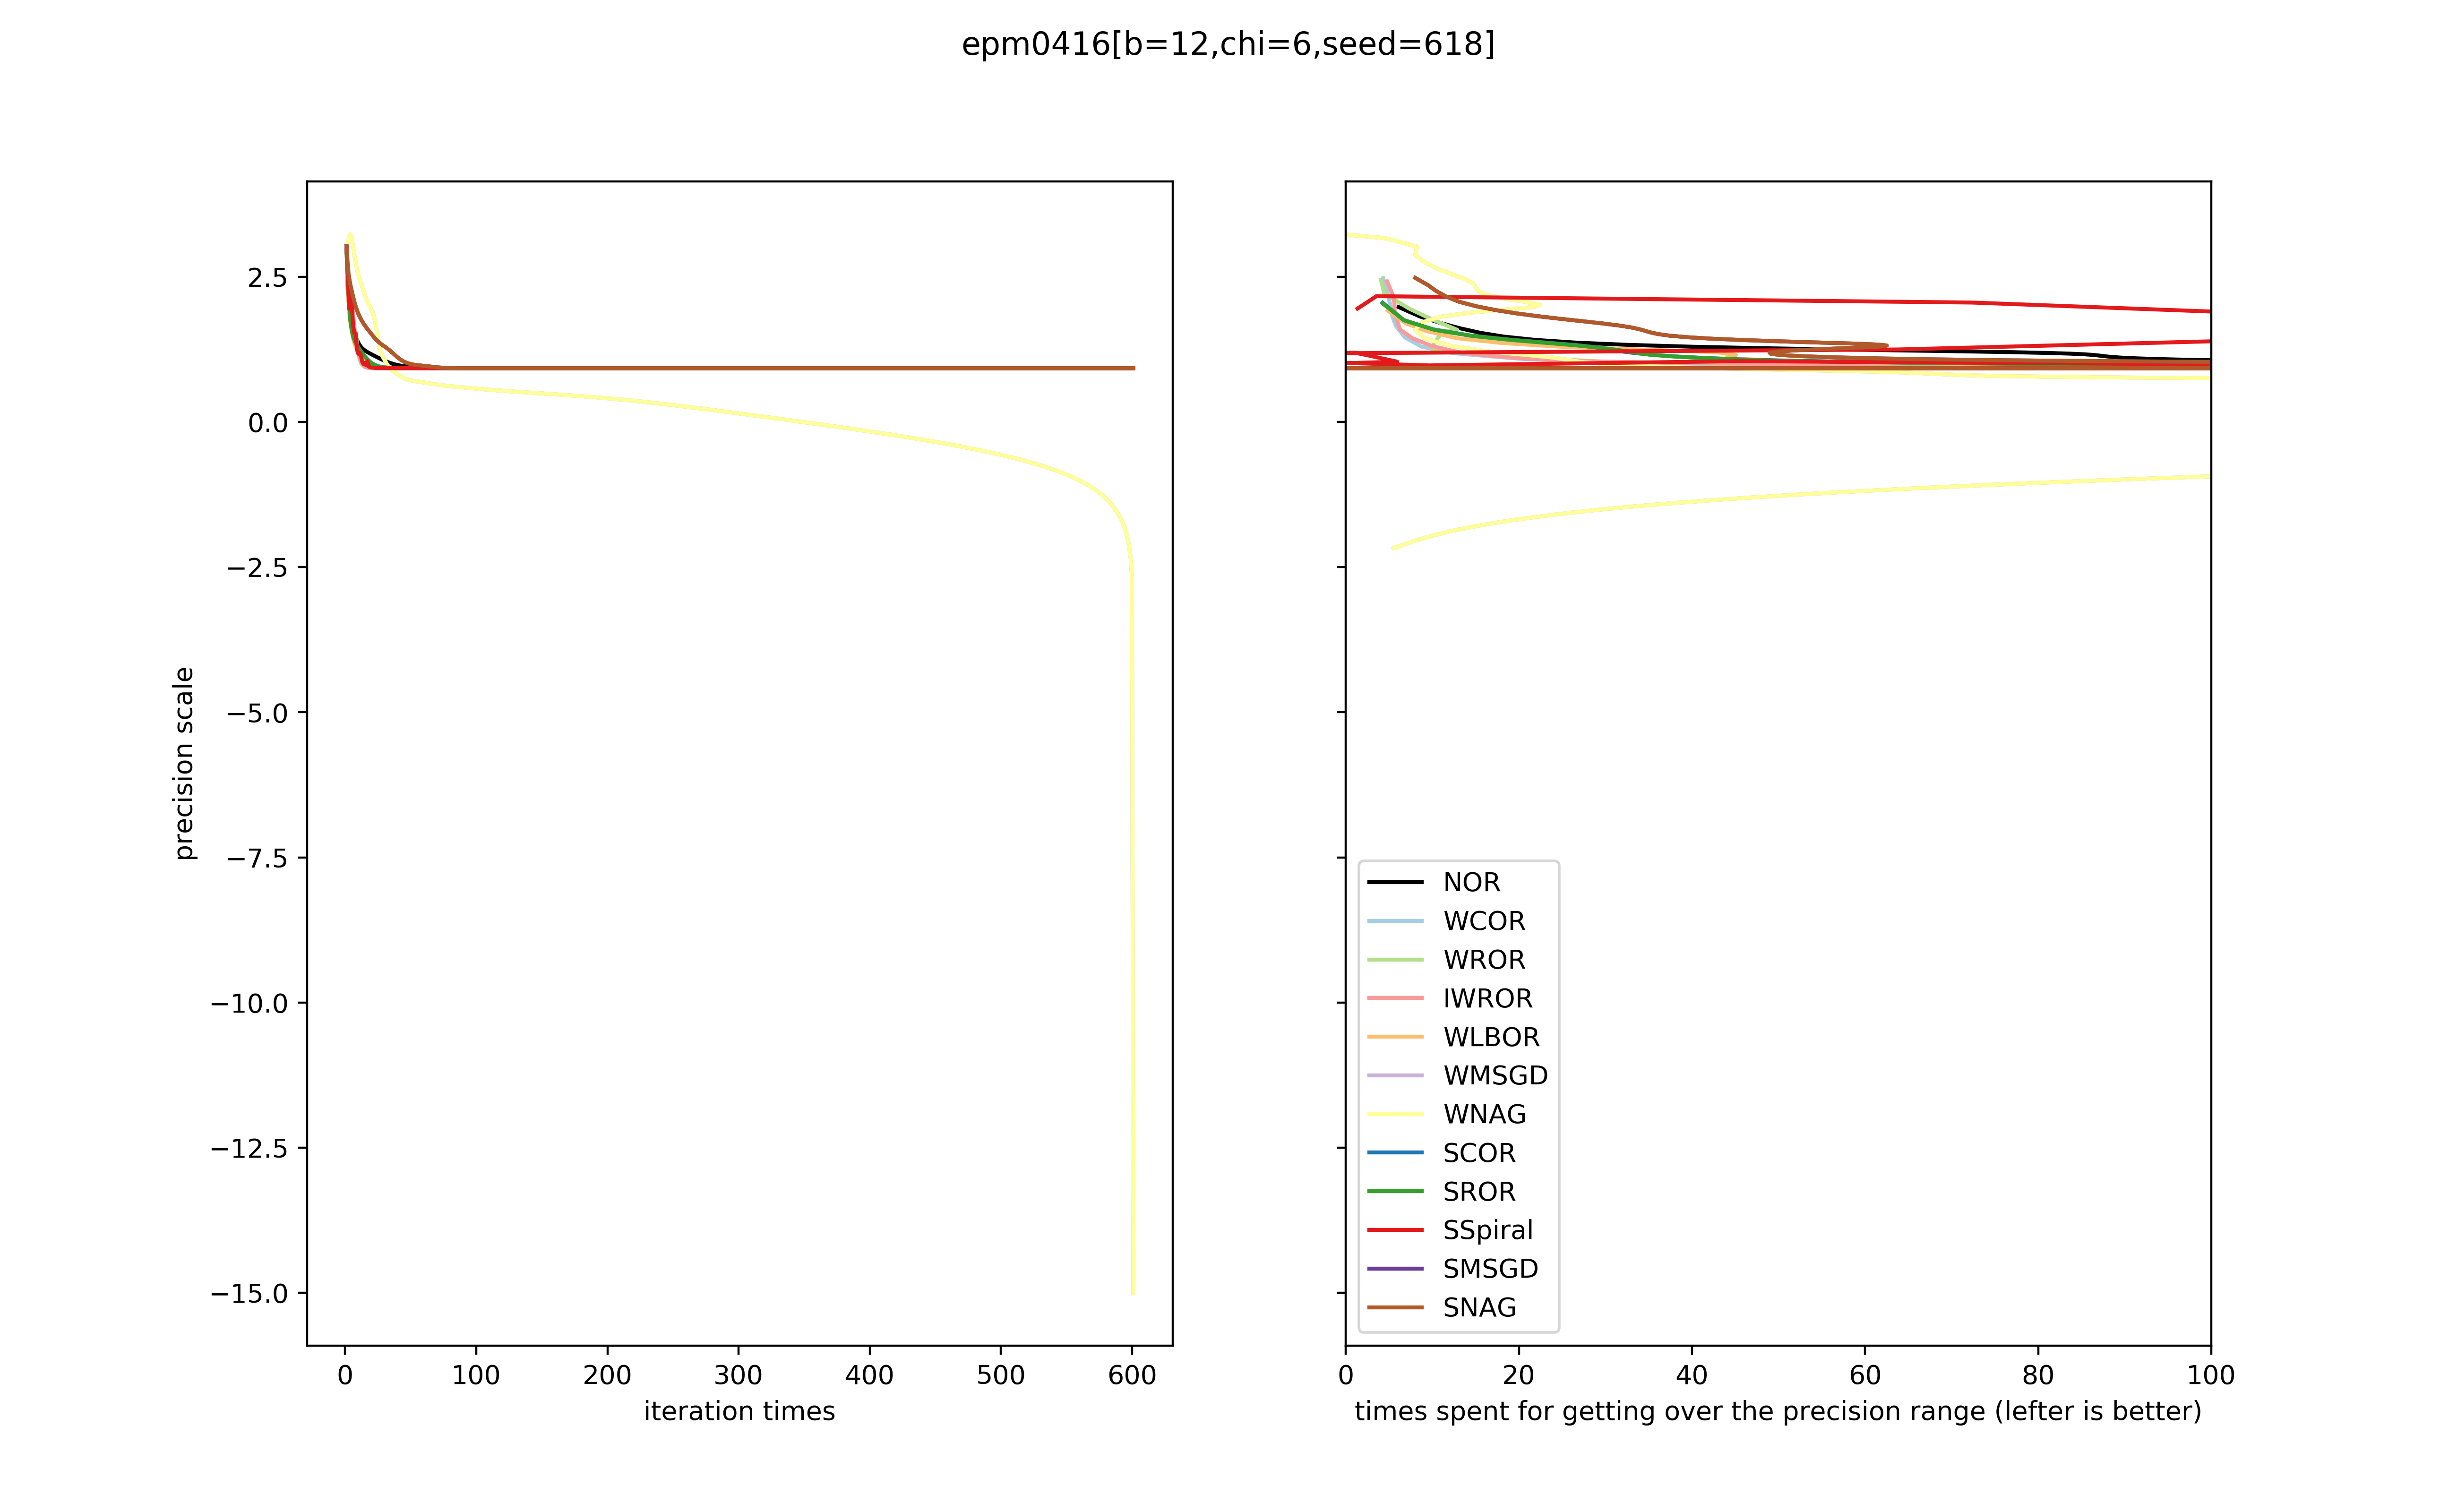 epm0416[b=12,chi=6,seed=618]
precision scale
2.5
0.0
−2.5
−5.0
−7.5
−10.0
−12.5
−15.0
0 100 200 300 400 500 600
iteration times
NOR
WCOR
WROR
IWROR
WLBOR
WMSGD
WNAG
SCOR
SROR
SSpiral
SMSGD
SNAG
0 20 40 60 80 100
times spent for getting over the precision range (lefter is better)